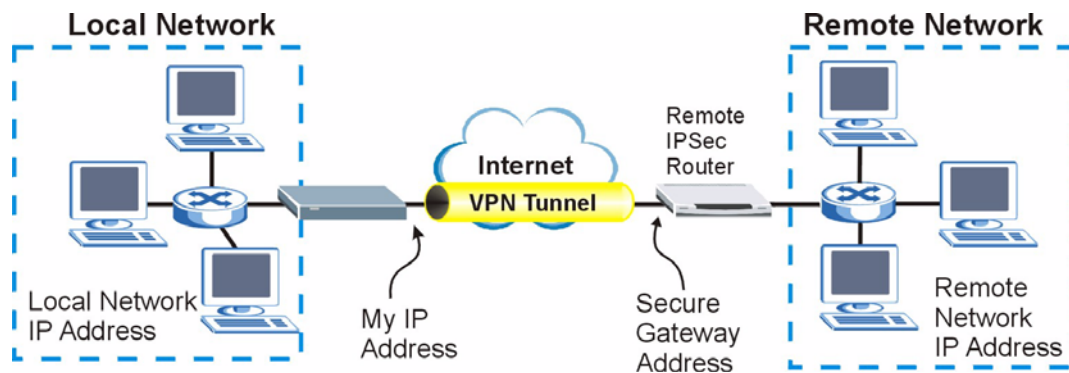 Local Network
Remote Network
Remote
IPSec
Router
Internet
VPN Tunnel
Local Network
IP Address
My IP
Address
Secure
Gateway
Address
Remote
Network
IP Address